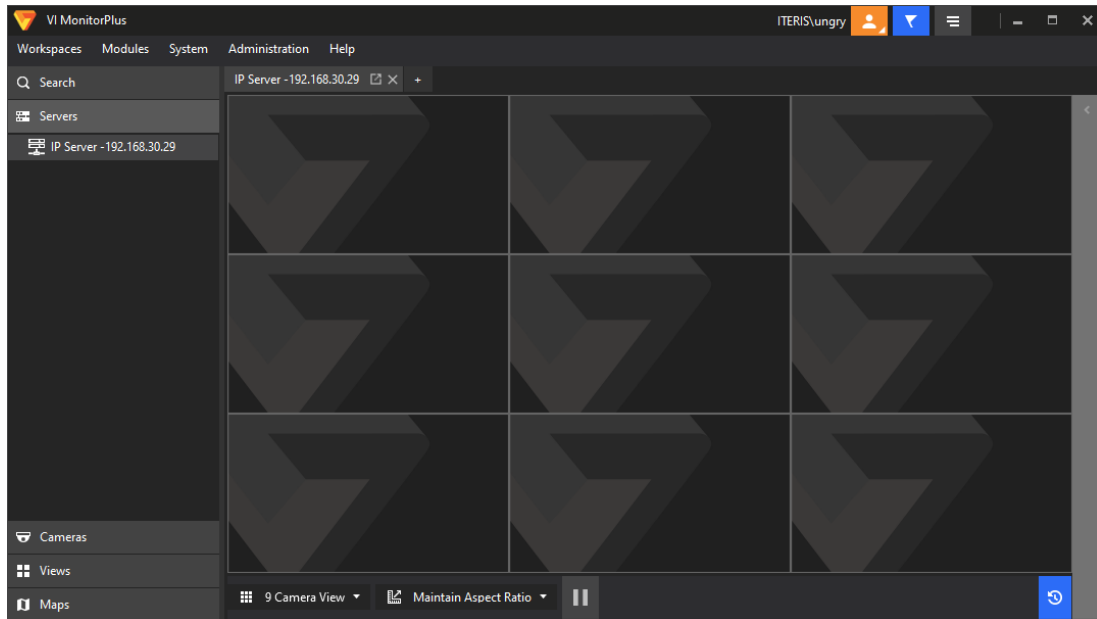 VI MonitorPlus
ITERIS\ungry
Workspaces Modules System Administration Help
Search
IP Server -192.168.30.29
+
Servers
IP Server -192.168.30.29
Cameras
Views
Maps
9 Camera View
Maintain Aspect Ratio